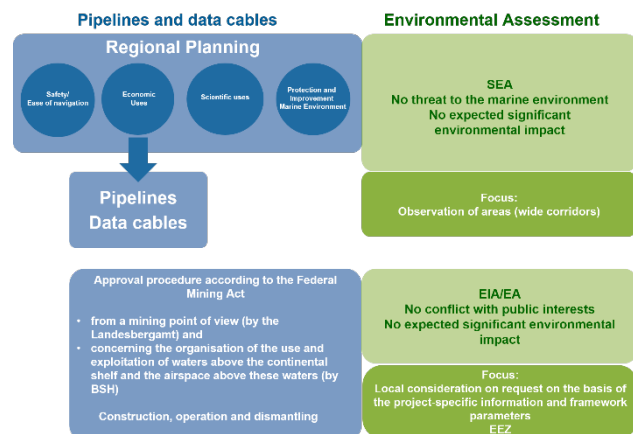 Pipelines and data cables
Environmental Assessment
Regional Planning
Safety/
Ease of navigation
Economic
Uses
Scientific uses
Protection and
Improvement
Marine Environment
SEA
No threat to the marine environment
No expected significant
environmental impact
Pipelines
Data cables
Focus:
Observation of areas (wide corridors)
Approval procedure according to the Federal
Mining Act
• from a mining point of view (by the
Landesbergamt) and
• concerning the organisation of the use and
exploitation of waters above the continental
shelf and the airspace above these waters (by
BSH)
Construction, operation and dismantling
EIA/EA
No conflict with public interests
No expected significant environmental
impact
Focus:
Local consideration on request on the basis of
the project-specific information and framework
parameters
EEZ